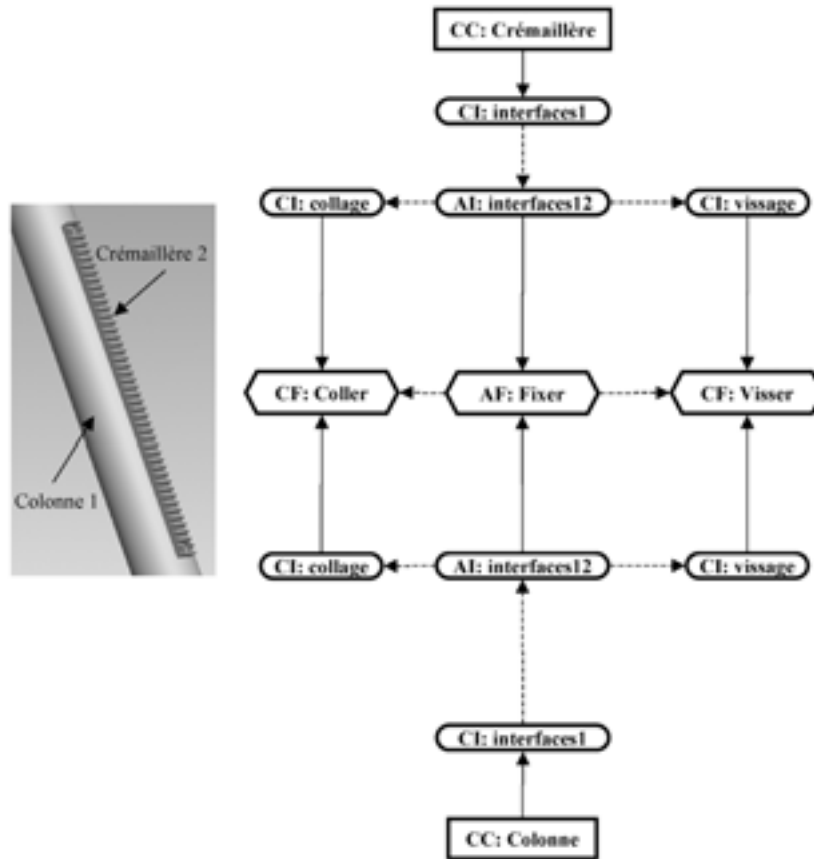 CC: Crémaillère
CI: interfaces1
CI: collage
AI: interfaces12
CI: vissage
Crémaillère 2
CF: Coller
AF: Fixer
CF: Visser
Colonne 1
CI: collage
AI: interfaces12
CI: vissage
CI: interfaces1
CC: Colonne